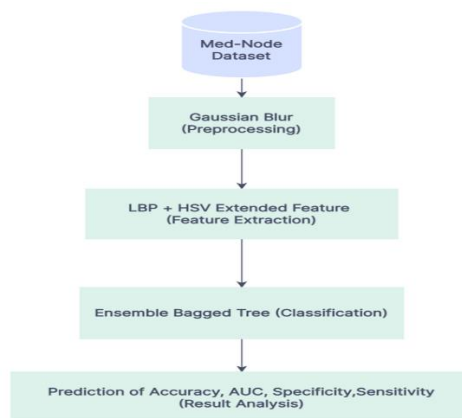 Med-Node
Dataset
Gaussian Blur
(Preprocessing)
LBP + HSV Extended Feature
(Feature Extraction)
Ensemble Bagged Tree (Classification)
Prediction of Accuracy, AUC, Specificity,Sensitivity
(Result Analysis)